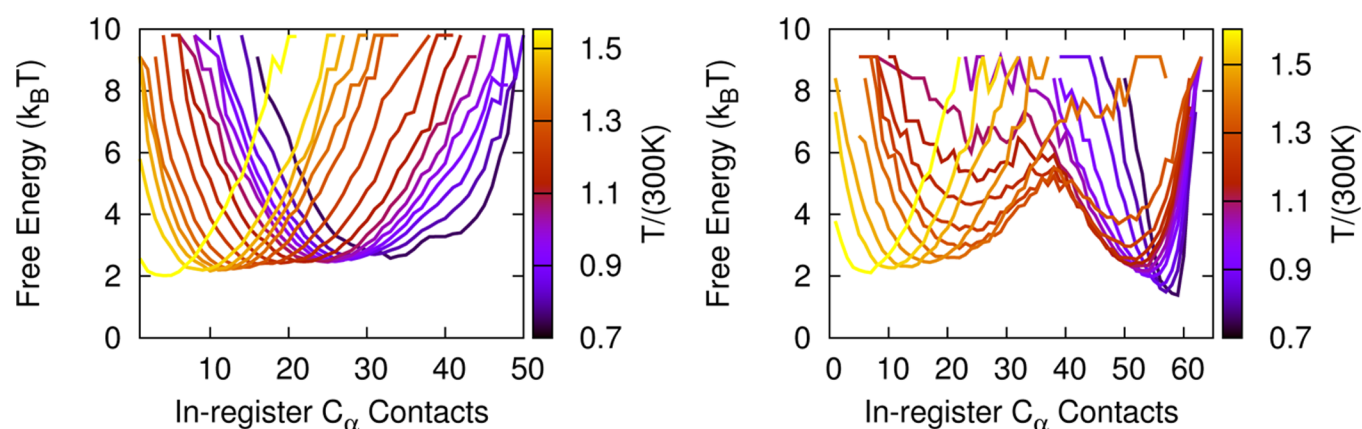 Free Energy (kBT)
10
8
6
4
2
0
10 20 30 40 50
In-register Cα Contacts
1.5
1.3
1.1
0.9
0.7
T/(300K)
Free Energy (kBT)
10
8
6
4
2
0
0 10 20 30 40 50 60
In-register Cα Contacts
1.5
1.3
1.1
0.9
0.7
T/(300K)